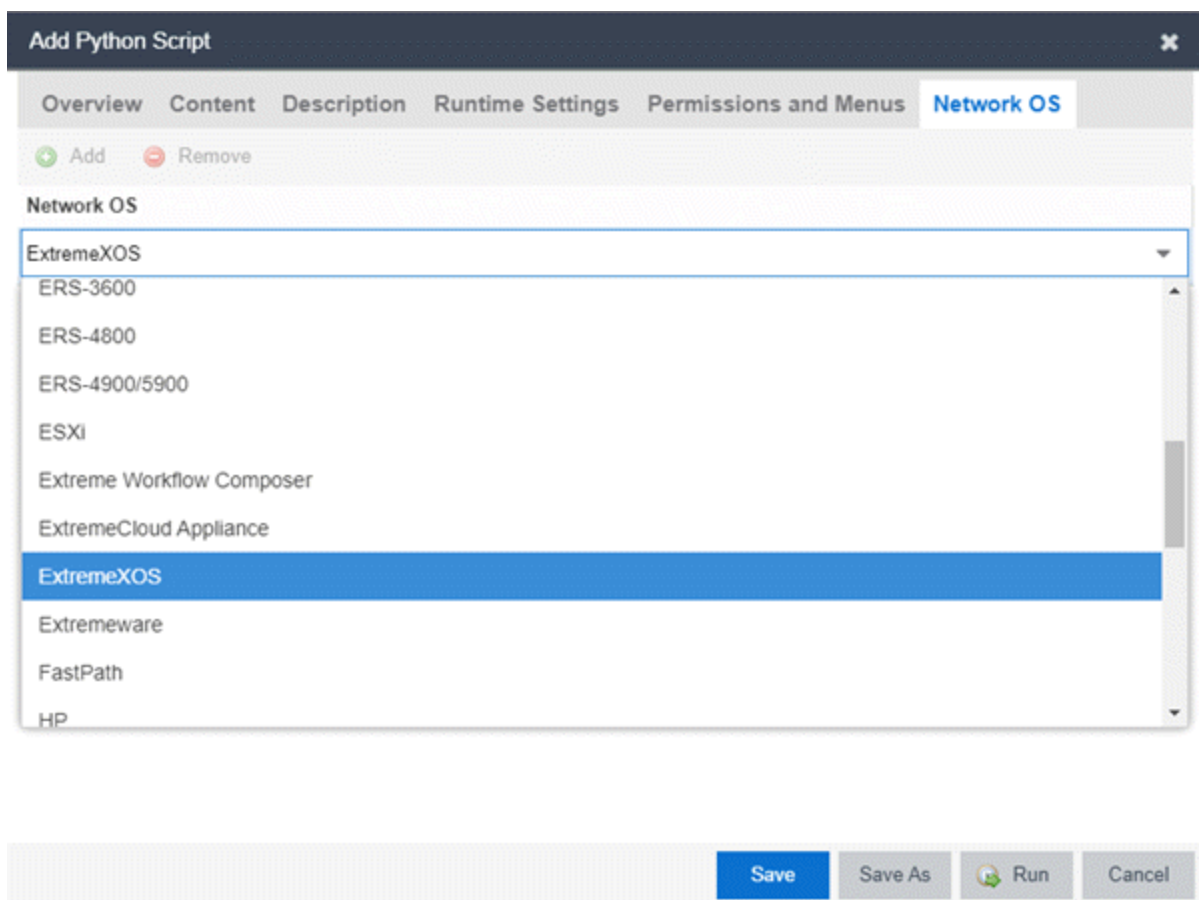 Add Python Script
Overview Content Description Runtime Settings Permissions and Menus Network OS
Add Remove
Network OS
ExtremeXOS
ERS-3600
ERS-4800
ERS-4900/5900
ESXi
Extreme Workflow Composer
ExtremeCloud Appliance
ExtremeXOS
Extremeware
FastPath
HP
Save Save As Run Cancel